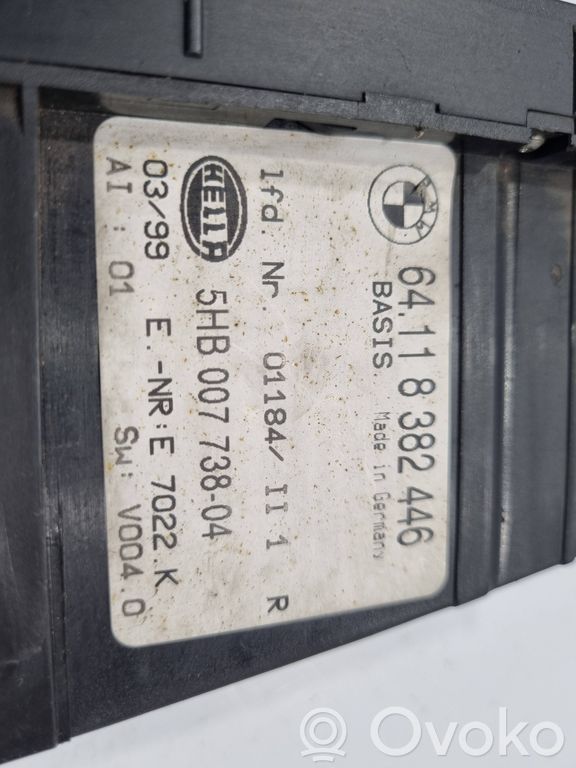 BMW 64.11 8 382 446
BASIS. Made in Germany
lfd. Nr. 01184/ II 1 R
HELLA 5HB 007 738-04
03/99 E.-NR:E 7022 K
AI : 01 SW: V004.0
Ovoko